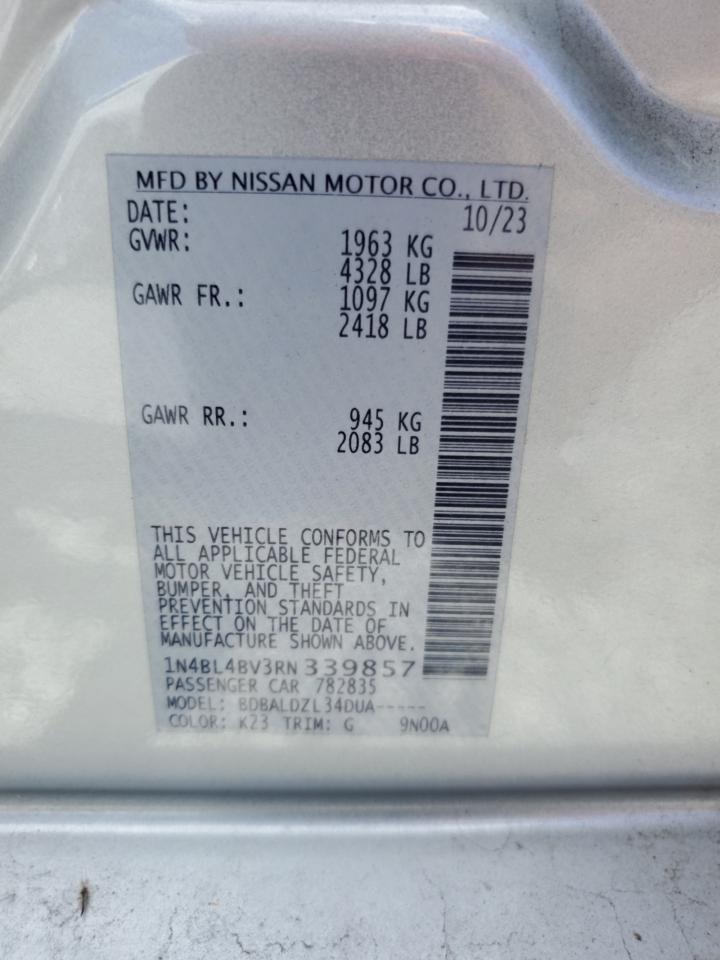 MFD BY NISSAN MOTOR CO., LTD.
DATE: 10/23
GVWR: 1963 KG
4328 LB
GAWR FR.: 1097 KG
2418 LB
GAWR RR.: 945 KG
2083 LB
THIS VEHICLE CONFORMS TO
ALL APPLICABLE FEDERAL
MOTOR VEHICLE SAFETY,
BUMPER, AND THEFT
PREVENTION STANDARDS IN
EFFECT ON THE DATE OF
MANUFACTURE SHOWN ABOVE.
1N4BL4BV3RN339857
PASSENGER CAR 782835
MODEL: BDBALDZL34DUA-----
COLOR: K23 TRIM: G 9N00A